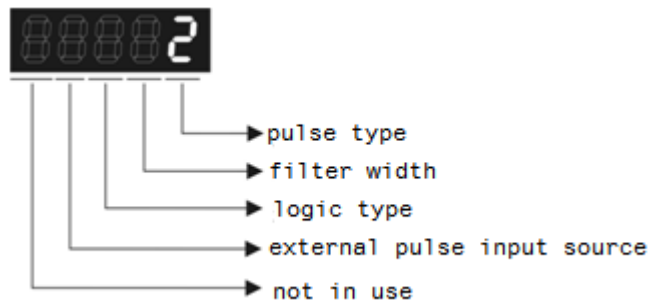 2
pulse type
filter width
logic type
external pulse input source
not in use